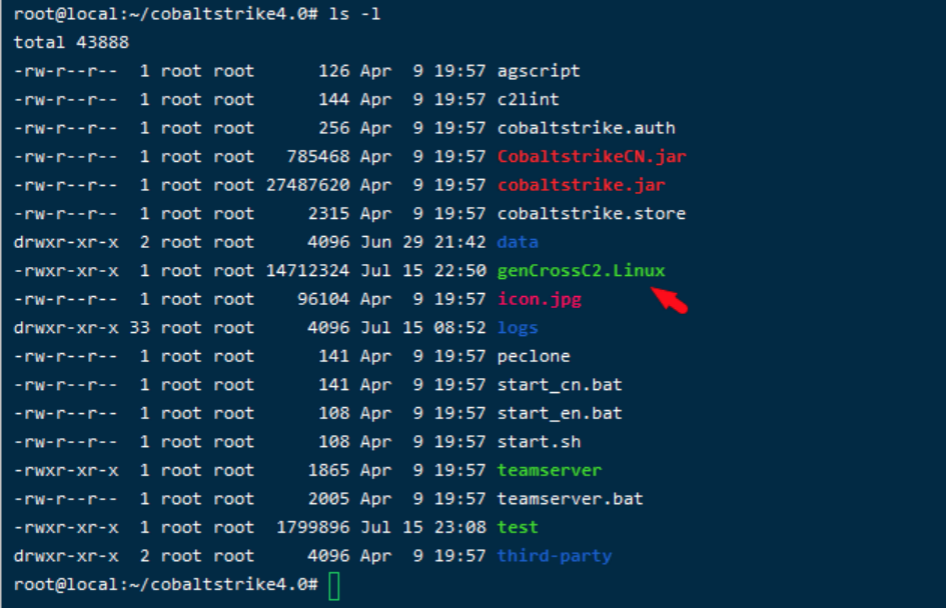 root@local:~/cobaltstrike4.0# ls -l
total 43888
-rw-r--r--  1 root root      126 Apr  9 19:57 agscript
-rw-r--r--  1 root root      144 Apr  9 19:57 c2lint
-rw-r--r--  1 root root      256 Apr  9 19:57 cobaltstrike.auth
-rw-r--r--  1 root root   785468 Apr  9 19:57 CobaltstrikeCN.jar
-rw-r--r--  1 root root 27487620 Apr  9 19:57 cobaltstrike.jar
-rw-r--r--  1 root root     2315 Apr  9 19:57 cobaltstrike.store
drwxr-xr-x  2 root root     4096 Jun 29 21:42 data
-rwxr-xr-x  1 root root 14712324 Jul 15 22:50 genCrossC2.Linux
-rw-r--r--  1 root root    96104 Apr  9 19:57 icon.jpg
drwxr-xr-x 33 root root     4096 Jul 15 08:52 logs
-rw-r--r--  1 root root      141 Apr  9 19:57 peclone
-rw-r--r--  1 root root      141 Apr  9 19:57 start_cn.bat
-rw-r--r--  1 root root      108 Apr  9 19:57 start_en.bat
-rw-r--r--  1 root root      108 Apr  9 19:57 start.sh
-rwxr-xr-x  1 root root     1865 Apr  9 19:57 teamserver
-rw-r--r--  1 root root     2005 Apr  9 19:57 teamserver.bat
-rwxr-xr-x  1 root root  1799896 Jul 15 23:08 test
drwxr-xr-x  2 root root     4096 Apr  9 19:57 third-party
root@local:~/cobaltstrike4.0#